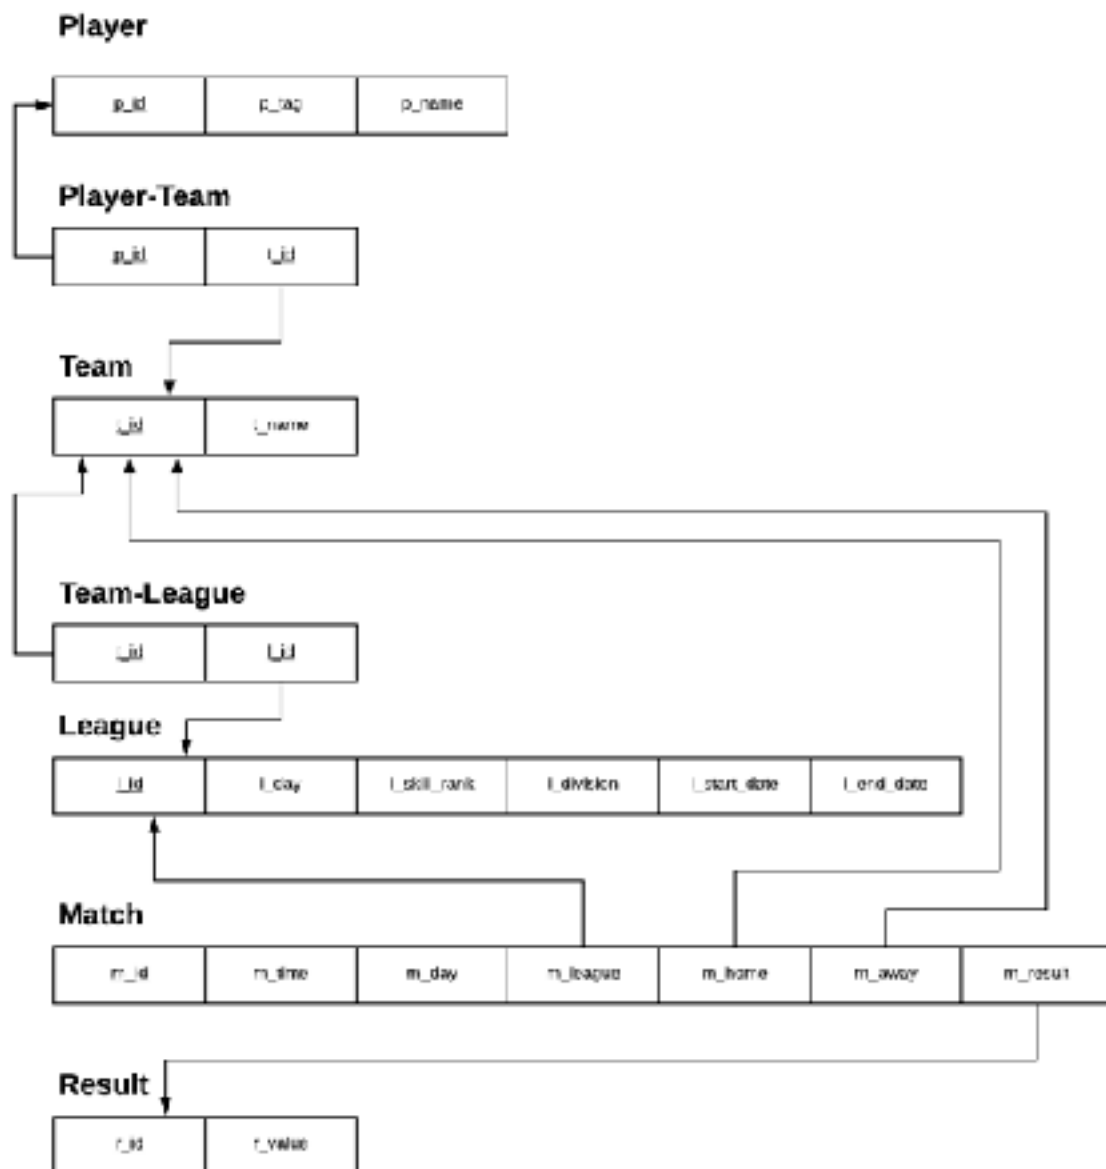 Player
p_id p_tag p_name
Player-Team
p_id t_id
Team
t_id t_name
Team-League
t_id l_id
League
l_id l_day l_skill_rank l_division l_start_date l_end_date
Match
m_id m_time m_day m_league m_home m_away m_result
Result
r_id r_value